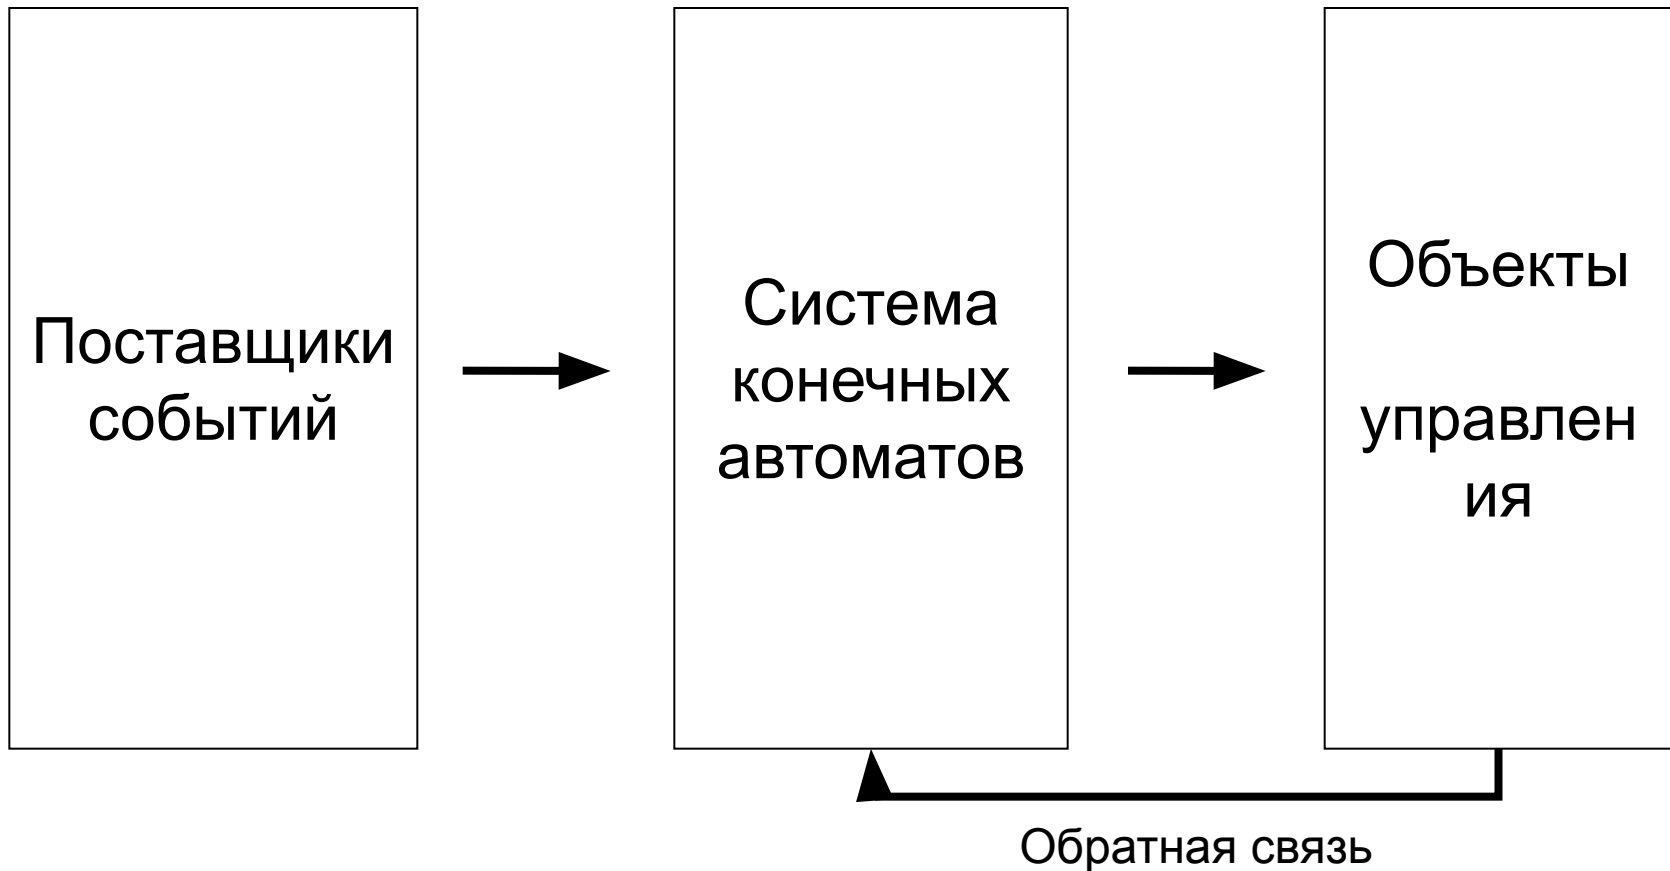 Поставщики
событий
Система
конечных
автоматов
Объекты
управлен
ия
Обратная связь